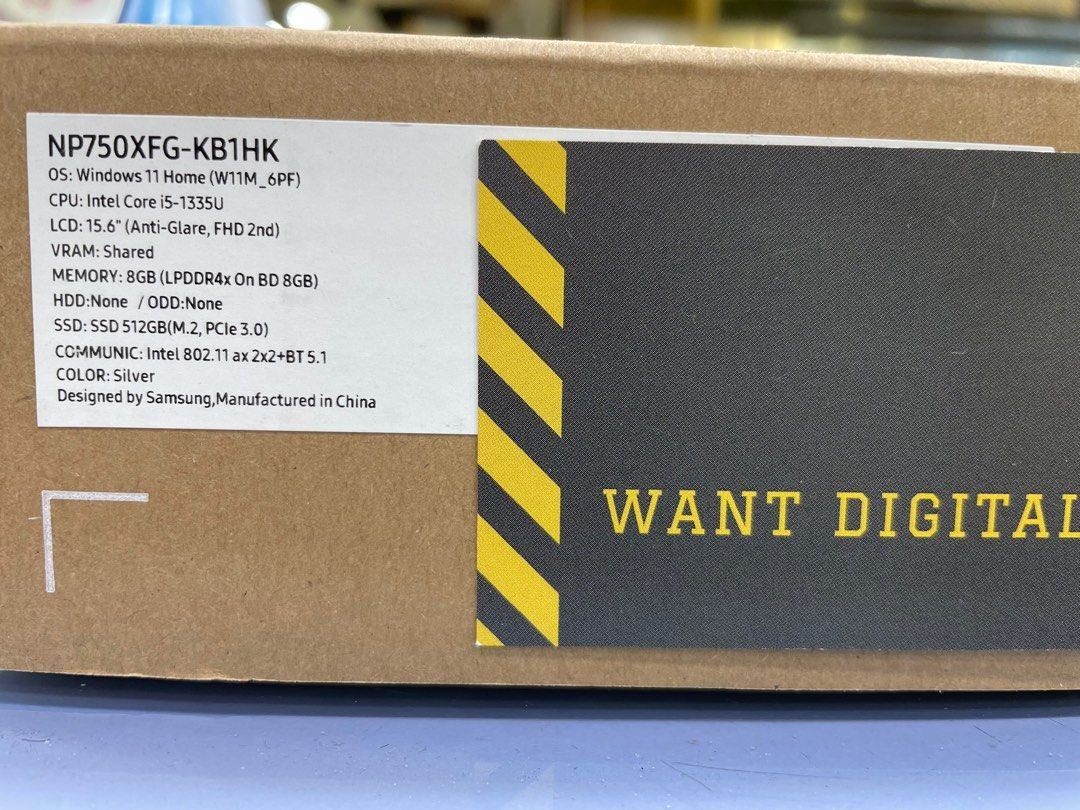 NP750XFG-KB1HK
OS: Windows 11 Home (W11M_6PF)
CPU: Intel Core i5-1335U
LCD: 15.6" (Anti-Glare, FHD 2nd)
VRAM: Shared
MEMORY: 8GB (LPDDR4x On BD 8GB)
HDD:None / ODD:None
SSD: SSD 512GB(M.2, PCIe 3.0)
COMMUNIC: Intel 802.11 ax 2x2+BT 5.1
COLOR: Silver
Designed by Samsung,Manufactured in China
WANT DIGITAL